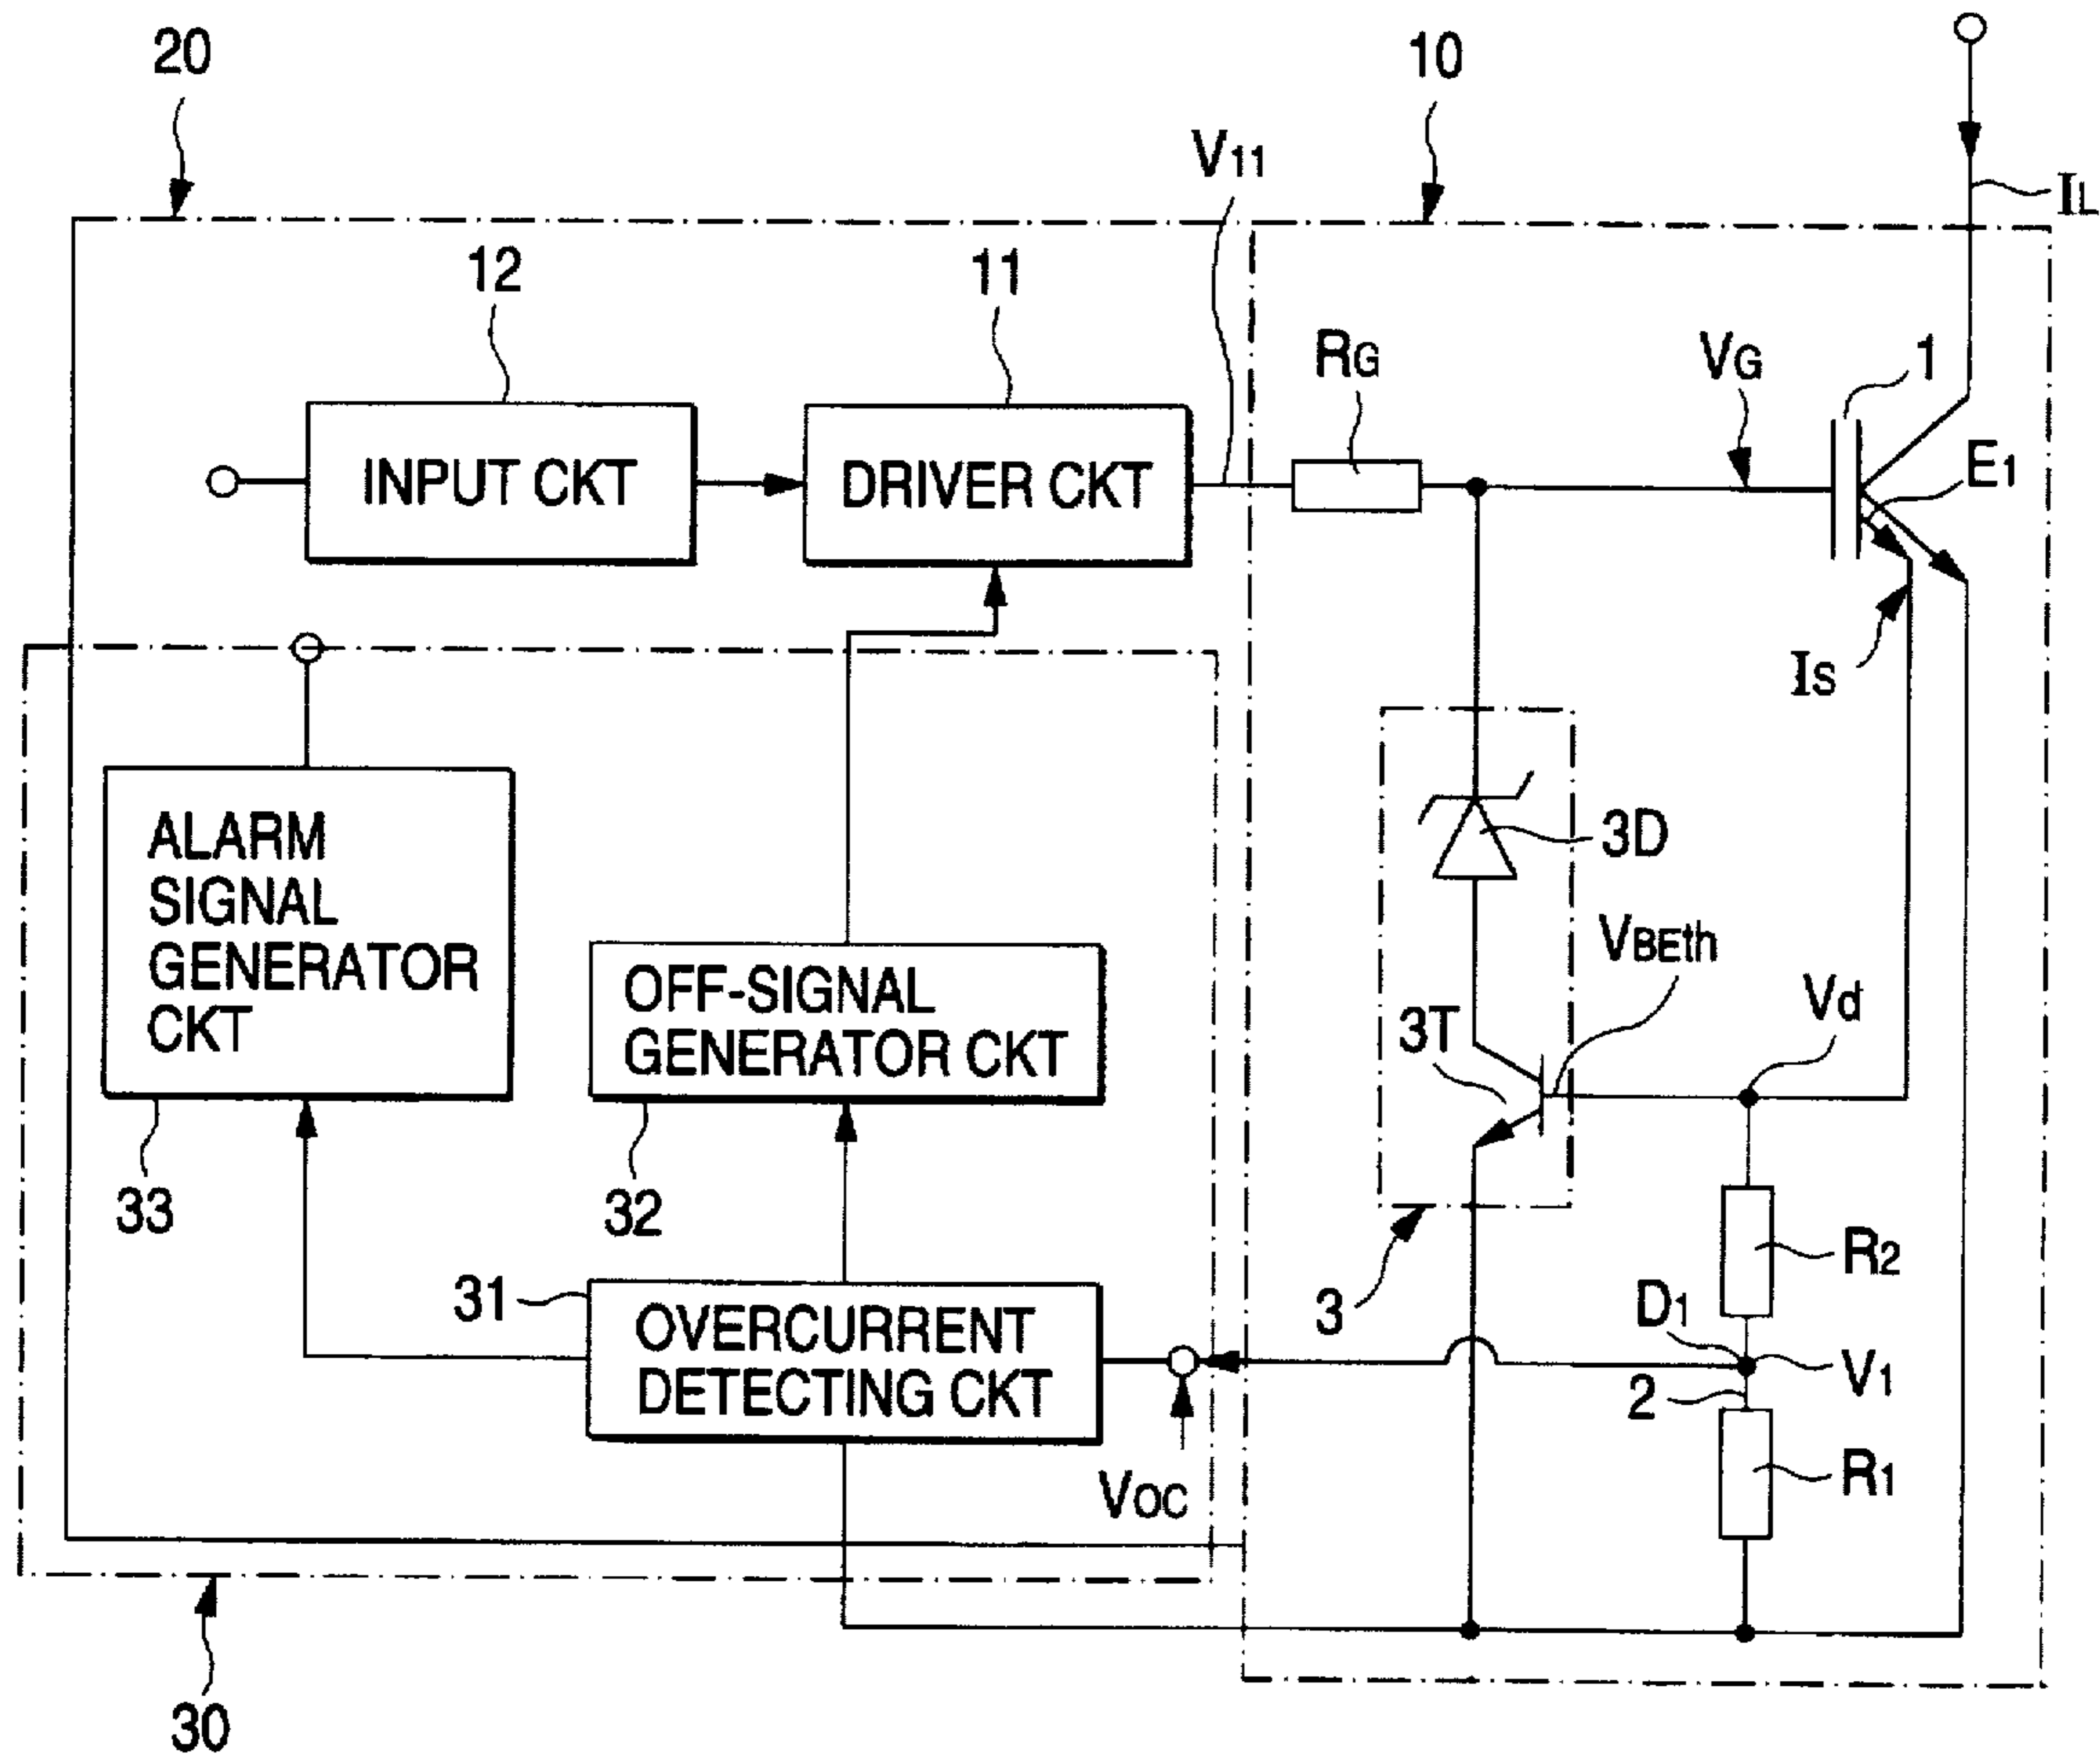 20
10
V11
IL
12
11
RG
VG
1
INPUT CKT
DRIVER CKT
E1
IS
ALARM
SIGNAL
GENERATOR
CKT
3D
VBEth
OFF-SIGNAL
GENERATOR CKT
3T
Vd
33
32
R2
31
OVERCURRENT
DETECTING CKT
3
D1
V1
2
VOC
R1
30